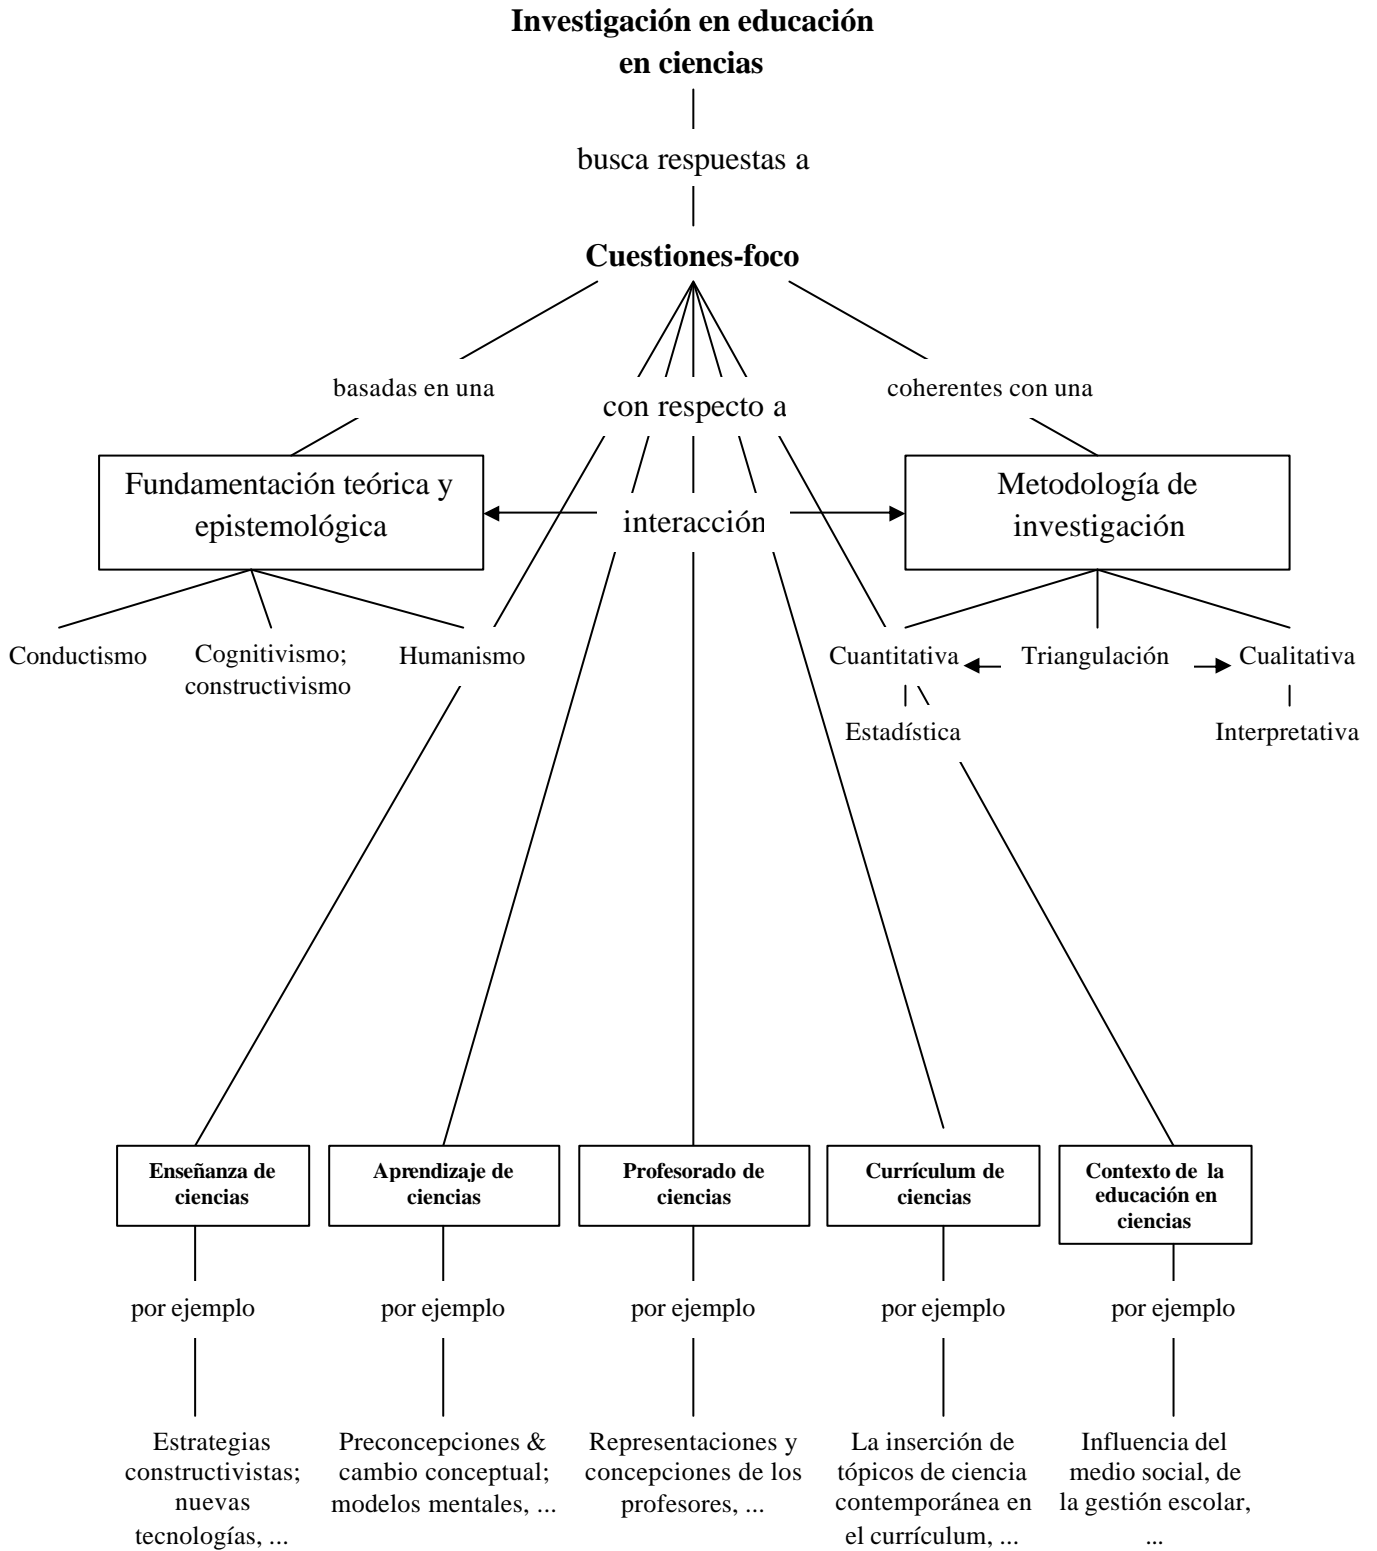 Investigación en educación
en ciencias
busca respuestas a
Cuestiones-foco
basadas en una
con respecto a
coherentes con una
Fundamentación teórica y
epistemológica
interacción
Metodología de
investigación
Conductismo
Cognitivismo;
constructivismo
Humanismo
Cuantitativa
Triangulación
Cualitativa
Estadística
Interpretativa
Enseñanza de
ciencias
Aprendizaje de
ciencias
Profesorado de
ciencias
Currículum de
ciencias
Contexto de la
educación en
ciencias
por ejemplo
por ejemplo
por ejemplo
por ejemplo
por ejemplo
Estrategias
constructivistas;
nuevas
tecnologías, ...
Preconcepciones &
cambio conceptual;
modelos mentales, ...
Representaciones y
concepciones de los
profesores, ...
La inserción de
tópicos de ciencia
contemporánea en
el currículum, ...
Influencia del
medio social, de
la gestión escolar,
...